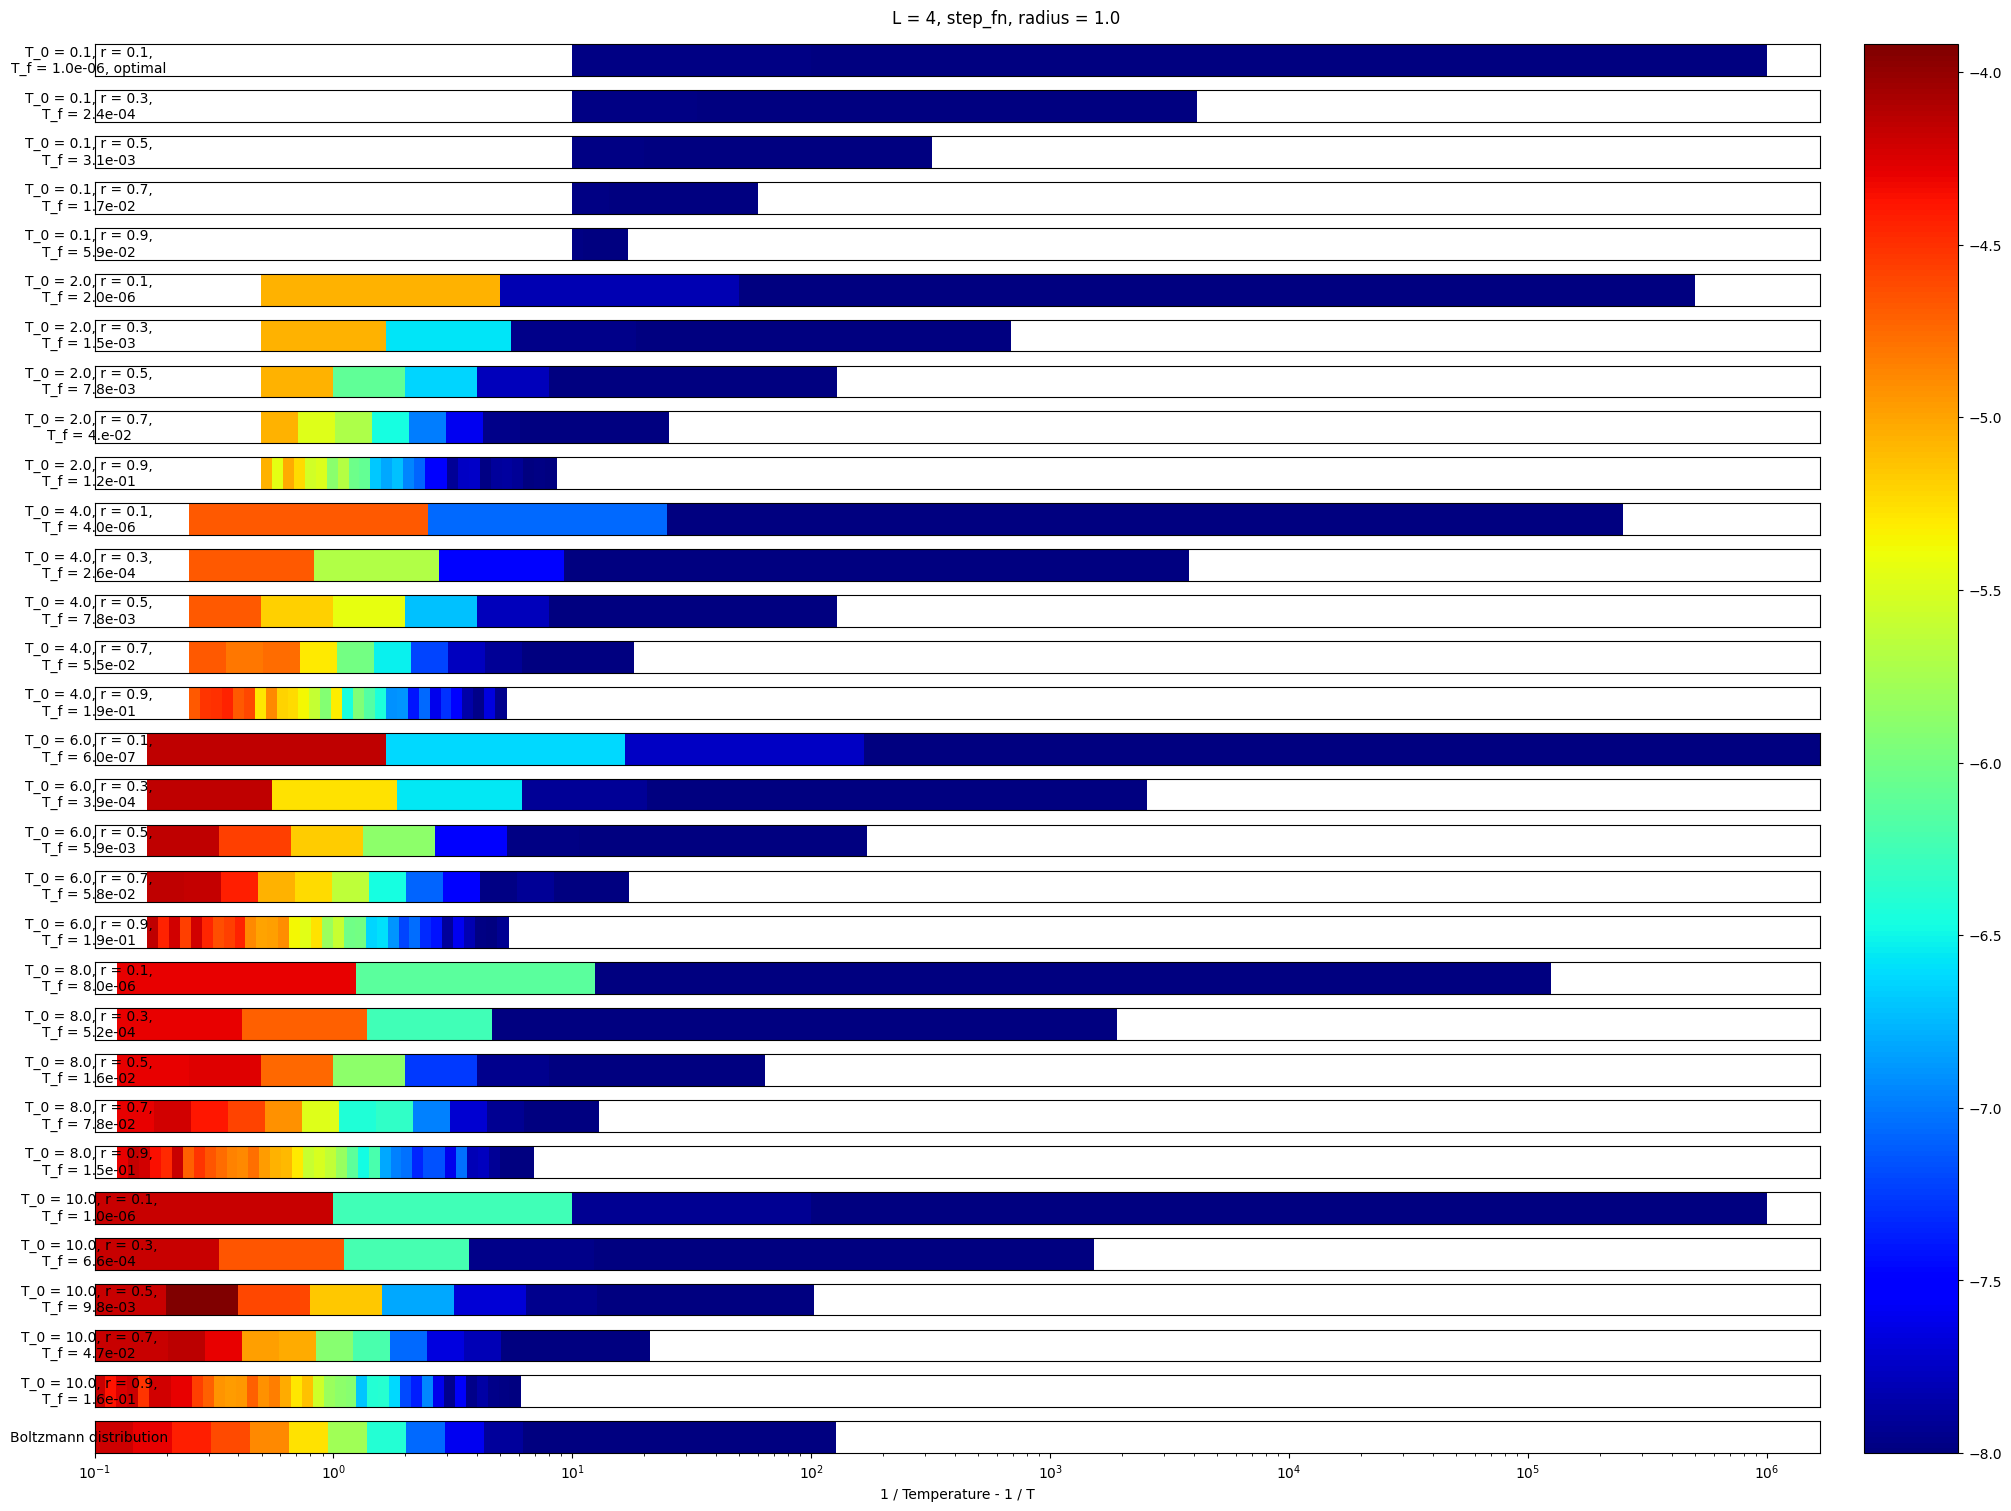 L = 4, step_fn, radius = 1.0
T_0 = 0.1, r = 0.1,
T_f = 1.0e-06, optimal
T_0 = 0.1, r = 0.3,
T_f = 2.4e-04
T_0 = 0.1, r = 0.5,
T_f = 3.1e-03
T_0 = 0.1, r = 0.7,
T_f = 1.7e-02
T_0 = 0.1, r = 0.9,
T_f = 5.9e-02
T_0 = 2.0, r = 0.1,
T_f = 2.0e-06
T_0 = 2.0, r = 0.3,
T_f = 1.5e-03
T_0 = 2.0, r = 0.5,
T_f = 7.8e-03
T_0 = 2.0, r = 0.7,
T_f = 4.e-02
T_0 = 2.0, r = 0.9,
T_f = 1.2e-01
T_0 = 4.0, r = 0.1,
T_f = 4.0e-06
T_0 = 4.0, r = 0.3,
T_f = 2.6e-04
T_0 = 4.0, r = 0.5,
T_f = 7.8e-03
T_0 = 4.0, r = 0.7,
T_f = 5.5e-02
T_0 = 4.0, r = 0.9,
T_f = 1.9e-01
T_0 = 6.0, r = 0.1,
T_f = 6.0e-07
T_0 = 6.0, r = 0.3,
T_f = 3.9e-04
T_0 = 6.0, r = 0.5,
T_f = 5.9e-03
T_0 = 6.0, r = 0.7,
T_f = 5.8e-02
T_0 = 6.0, r = 0.9,
T_f = 1.9e-01
T_0 = 8.0, r = 0.1,
T_f = 8.0e-06
T_0 = 8.0, r = 0.3,
T_f = 5.2e-04
T_0 = 8.0, r = 0.5,
T_f = 1.6e-02
T_0 = 8.0, r = 0.7,
T_f = 7.8e-02
T_0 = 8.0, r = 0.9,
T_f = 1.5e-01
T_0 = 10.0, r = 0.1,
T_f = 1.0e-06
T_0 = 10.0, r = 0.3,
T_f = 6.6e-04
T_0 = 10.0, r = 0.5,
T_f = 9.8e-03
T_0 = 10.0, r = 0.7,
T_f = 4.7e-02
T_0 = 10.0, r = 0.9,
T_f = 1.6e-01
Boltzmann distribution
10⁻¹ 10⁰ 10¹ 10² 10³ 10⁴ 10⁵ 10⁶
1 / Temperature - 1 / T
−4.0
−4.5
−5.0
−5.5
−6.0
−6.5
−7.0
−7.5
−8.0